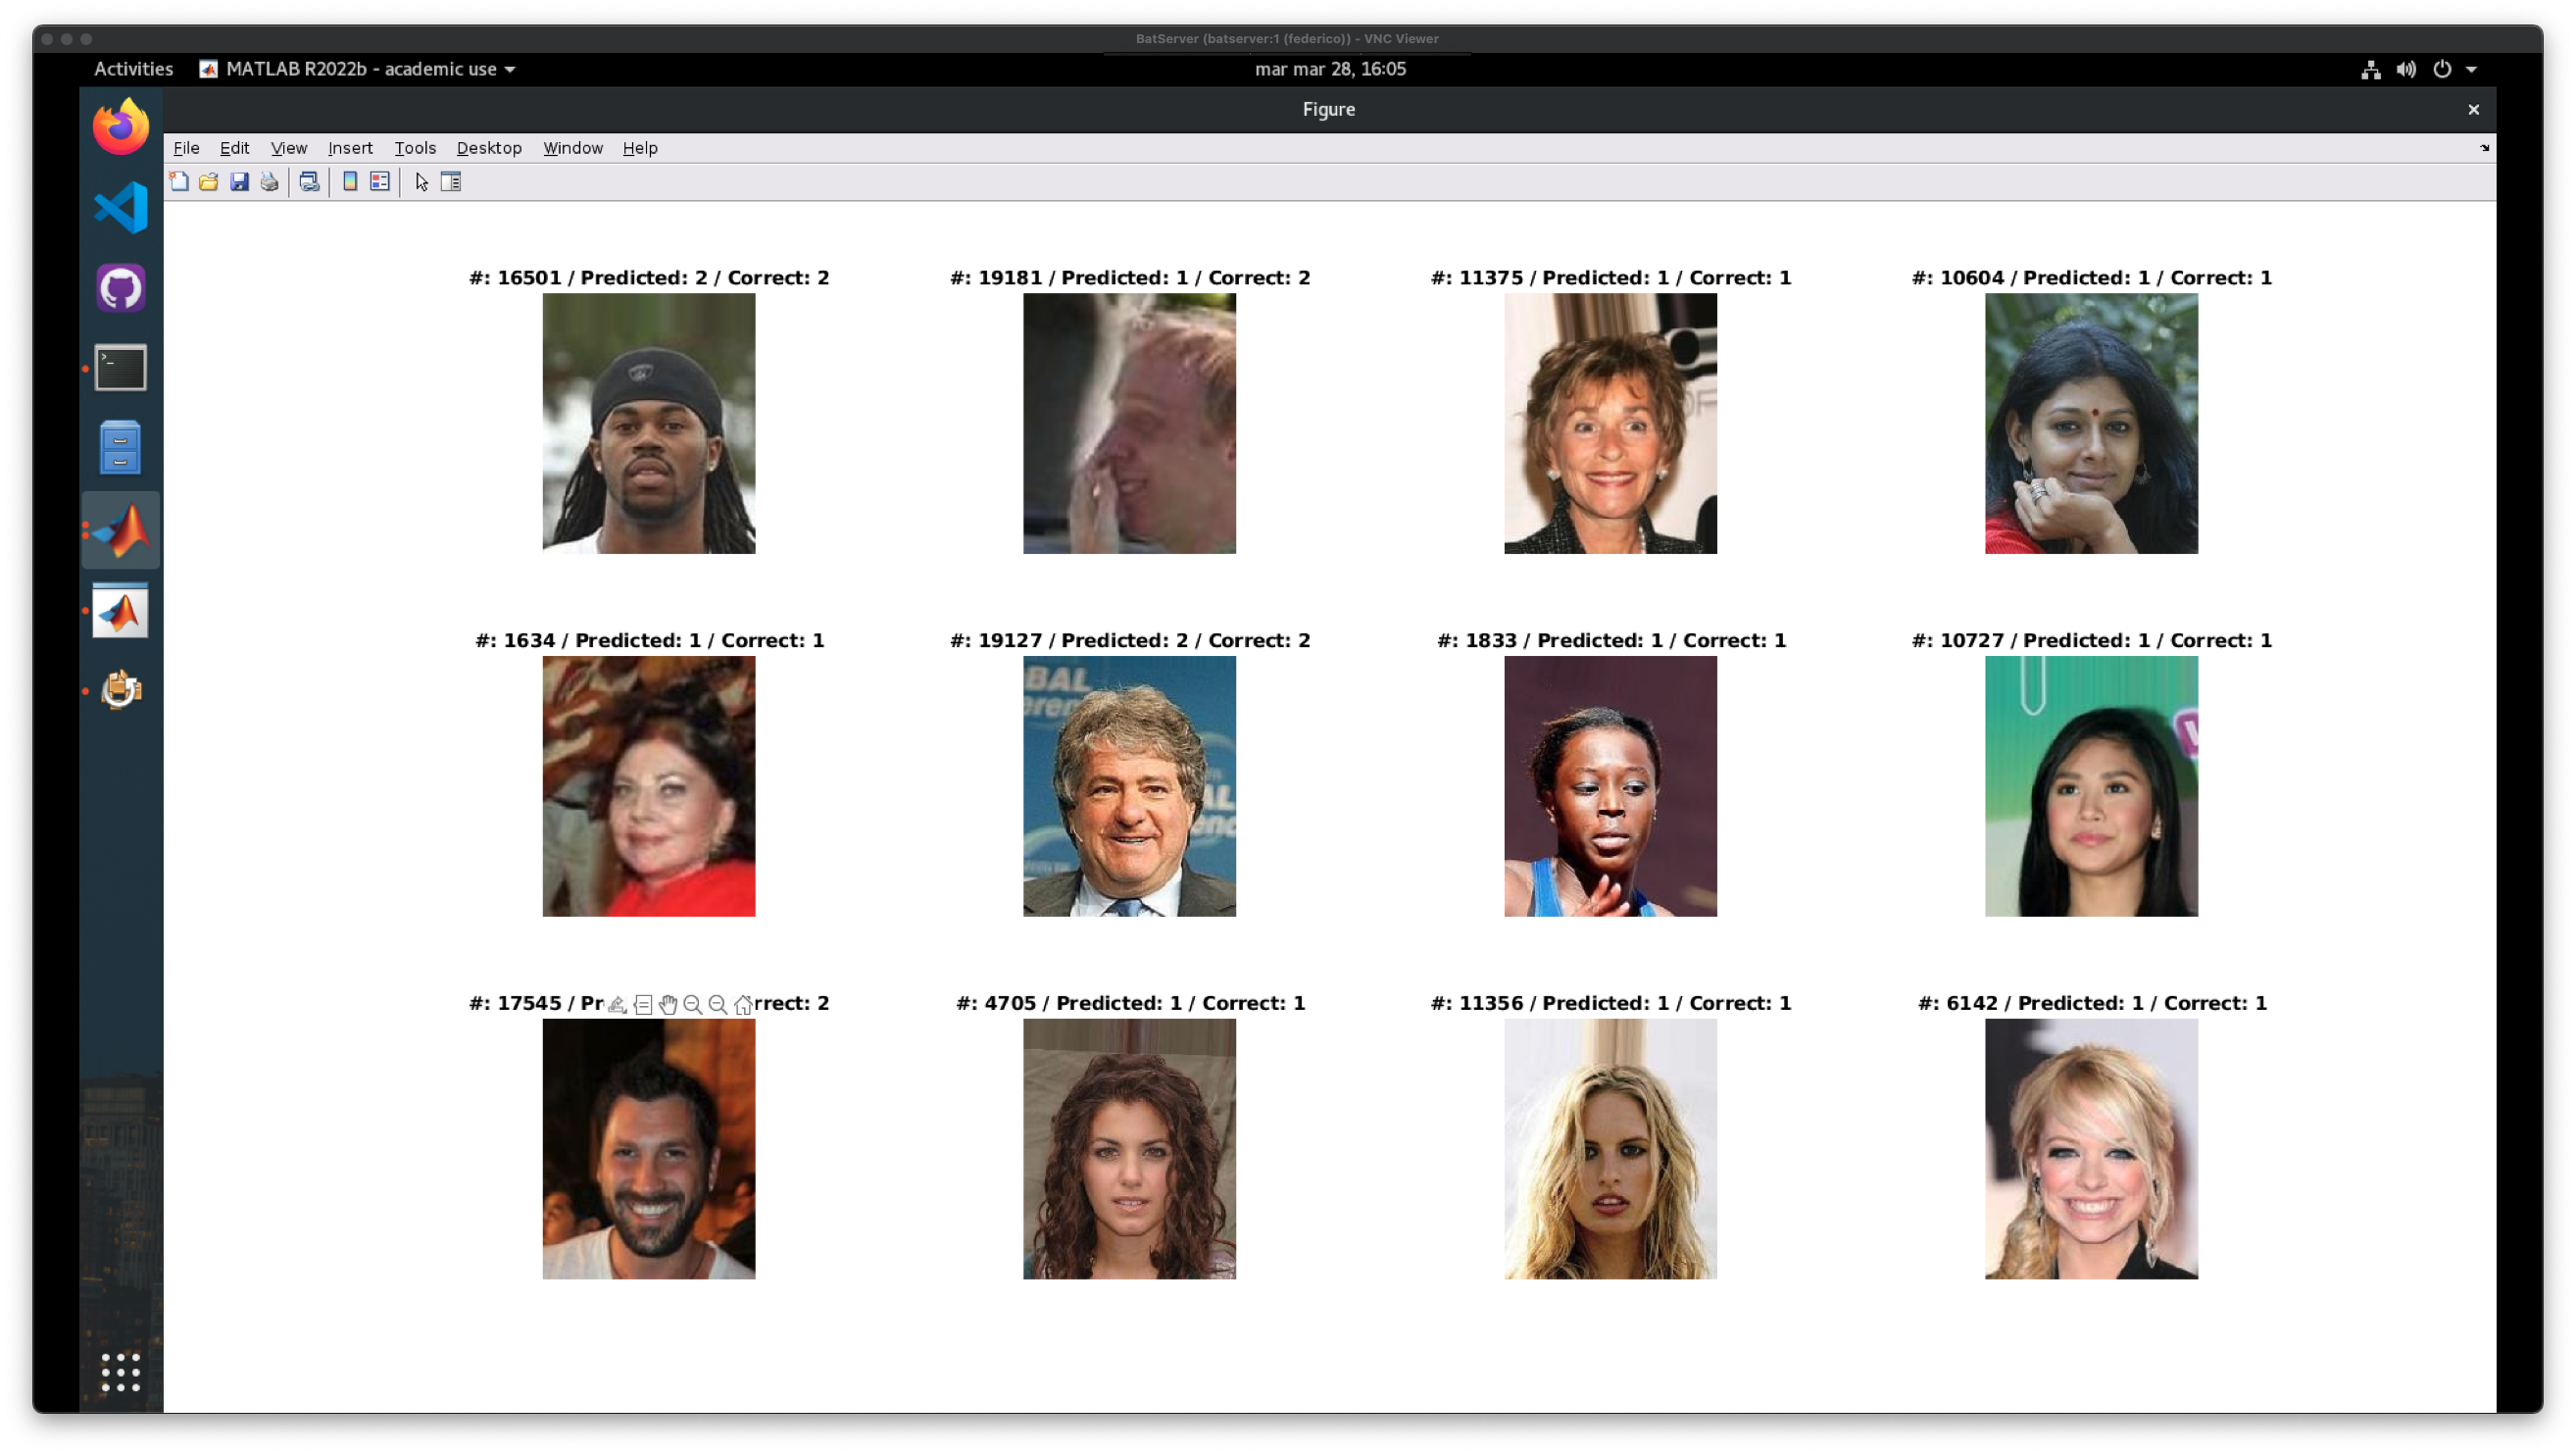 BatServer (batserver:1 (federico)) - VNC Viewer
Activities MATLAB R2022b - academic use mar mar 28, 16:05
Figure
File Edit View Insert Tools Desktop Window Help
#: 16501 / Predicted: 2 / Correct: 2
#: 19181 / Predicted: 1 / Correct: 2
#: 11375 / Predicted: 1 / Correct: 1
#: 10604 / Predicted: 1 / Correct: 1
#: 1634 / Predicted: 1 / Correct: 1
#: 19127 / Predicted: 2 / Correct: 2
#: 1833 / Predicted: 1 / Correct: 1
#: 10727 / Predicted: 1 / Correct: 1
BAL
eren
AL
enc
#: 17545 / Pr rrect: 2
#: 4705 / Predicted: 1 / Correct: 1
#: 11356 / Predicted: 1 / Correct: 1
#: 6142 / Predicted: 1 / Correct: 1